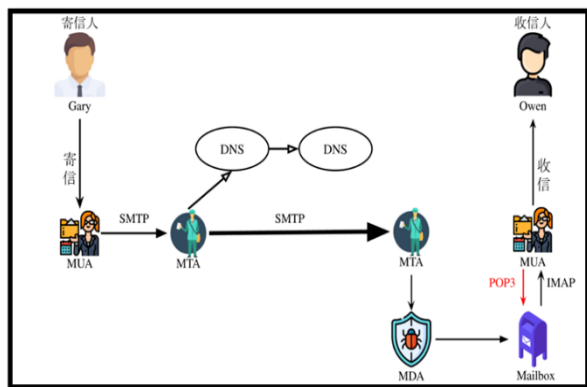 寄信人
收信人
Gary
Owen
DNS
DNS
寄信
收信
SMTP
SMTP
MUA
MTA
MTA
MUA
POP3
IMAP
MDA
Mailbox